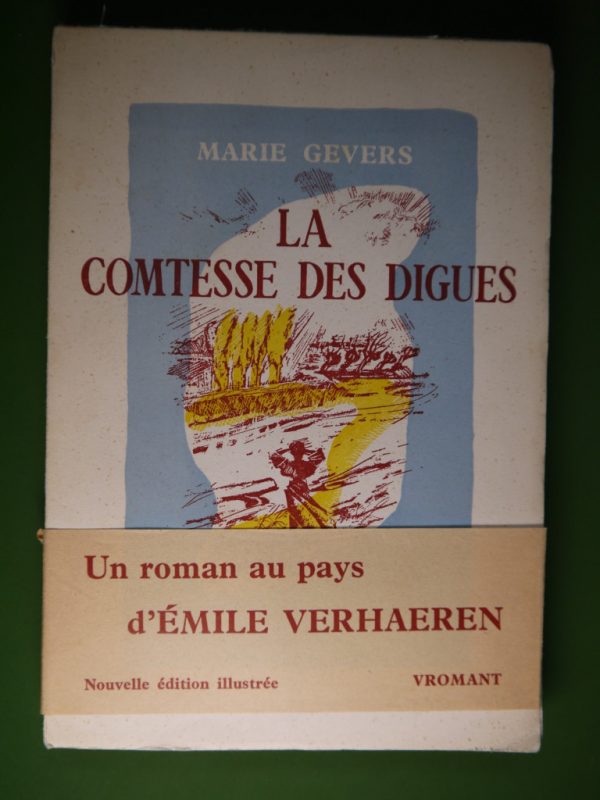 MARIE GEVERS
LA
COMTESSE DES DIGUES
Un roman au pays
d'ÉMILE VERHAEREN
Nouvelle édition illustrée VROMANT